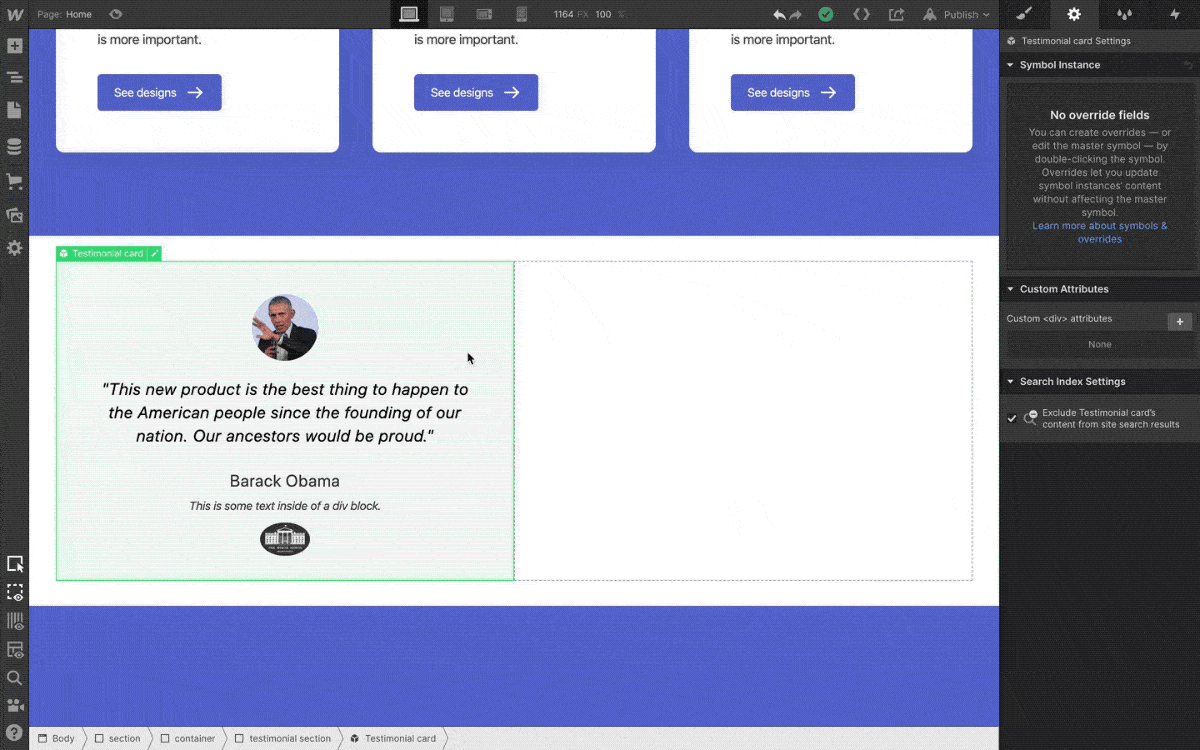 Page: Home
1164 PX 100 %
Publish
Testimonial card Settings
Symbol Instance
No override fields
You can create overrides — or
edit the master symbol — by
double-clicking the symbol.
Overrides let you update
symbol instances' content
without affecting the master
symbol.
Learn more about symbols &
overrides
Custom Attributes
Custom <div> attributes
None
Search Index Settings
Exclude Testimonial card's
content from site search results
is more important.
is more important.
is more important.
See designs
See designs
See designs
Testimonial card
"This new product is the best thing to happen to
the American people since the founding of our
nation. Our ancestors would be proud."
Barack Obama
This is some text inside of a div block.
THE WHITE HOUSE
Body
section
container
testimonial section
Testimonial card